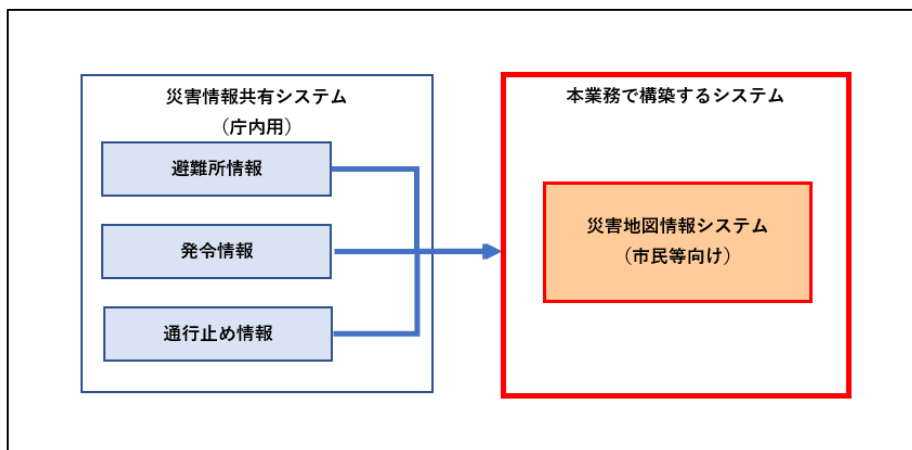 災害情報共有システム
（庁内用）
避難所情報
発令情報
通行止め情報
本業務で構築するシステム
災害地図情報システム
（市民等向け）